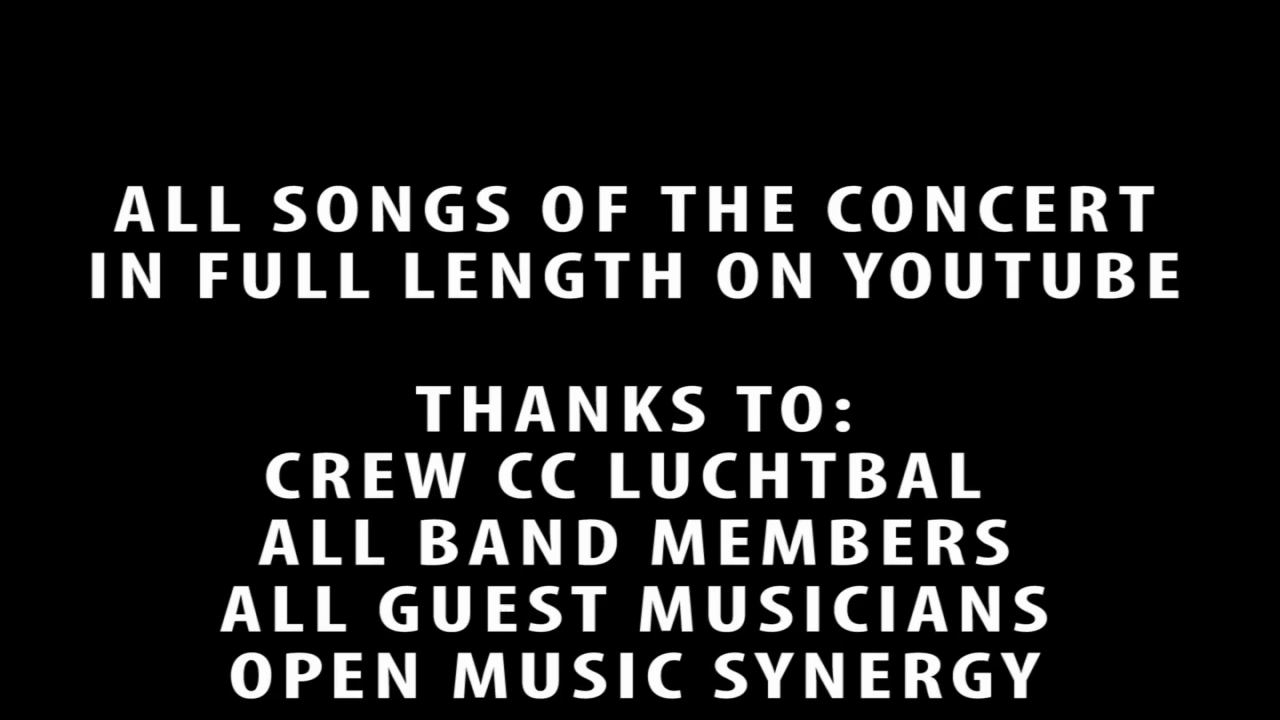 ALL SONGS OF THE CONCERT
IN FULL LENGTH ON YOUTUBE
THANKS TO:
CREW CC LUCHTBAL
ALL BAND MEMBERS
ALL GUEST MUSICIANS
OPEN MUSIC SYNERGY